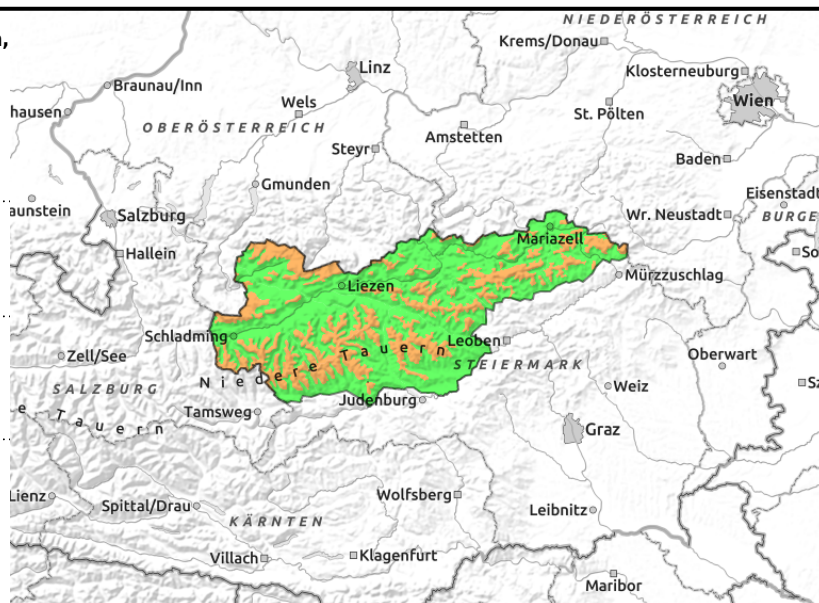 NIEDERÖSTERREICH
Krems/Donau
Linz
Klosterneuburg
Braunau/Inn
Wels
Wien
hausen
St. Pölten
OBERÖSTERREICH
Amstetten
Steyr
Baden
Gmunden
Eisenstadt
aunstein
Salzburg
Wr. Neustadt
BURGE
Mariazell
Hallein
So
Mürzzuschlag
Liezen
Schladming
Leoben
Zell/See
Niedere Tauern
STEIERMARK
Oberwart
SALZBURG
Weiz
Sz
Tamsweg
Judenburg
e Tauern
Graz
Lienz
Wolfsberg
Spittal/Drau
Leibnitz
KÄRNTEN
Villach
Klagenfurt
Maribor